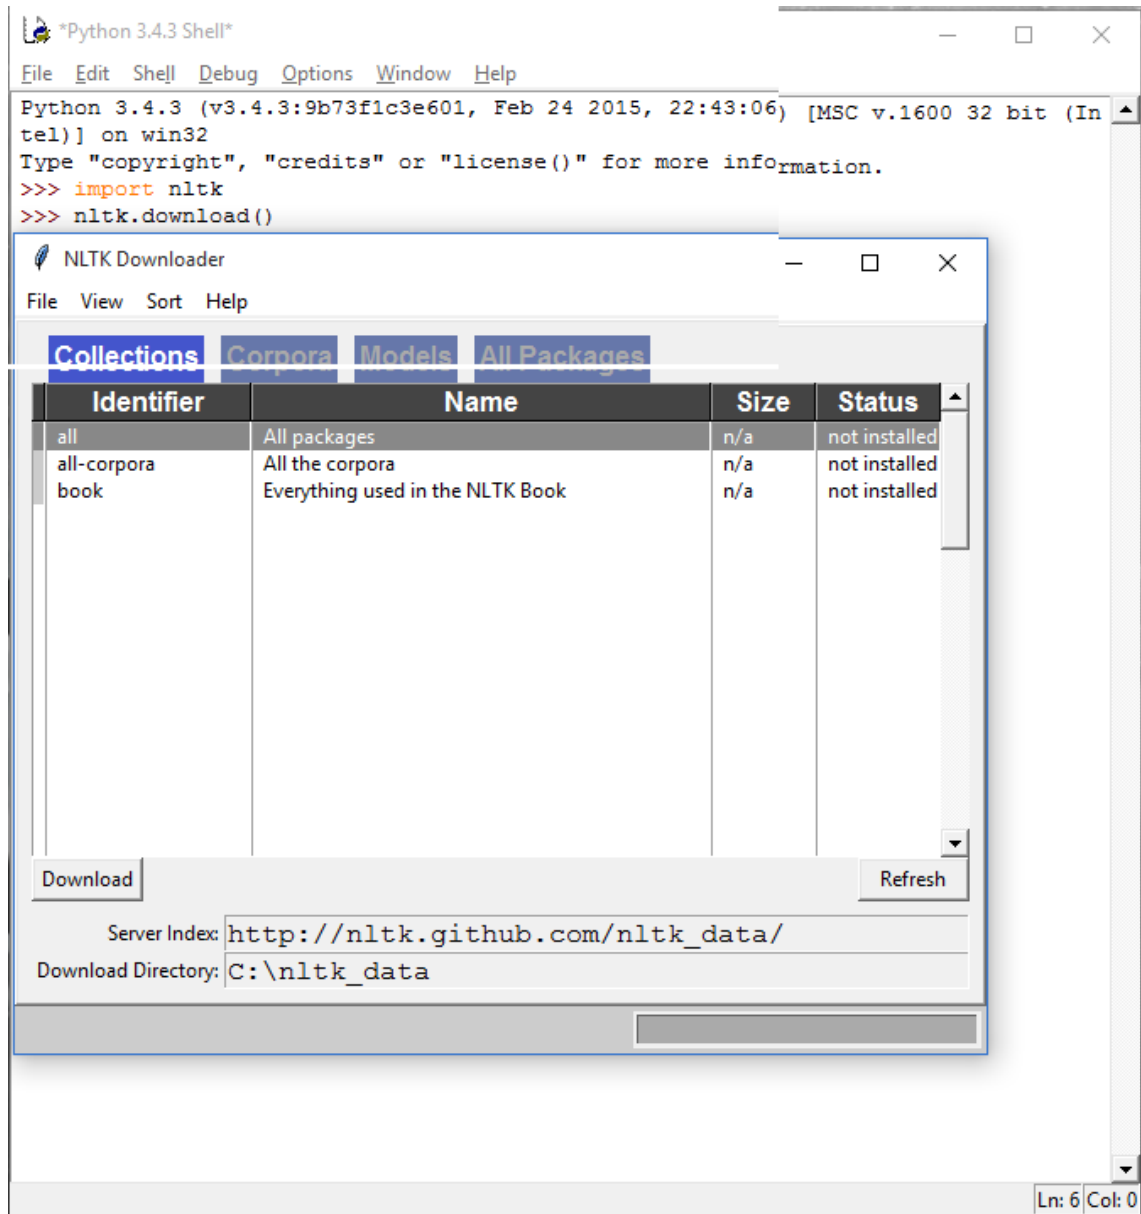 *Python 3.4.3 Shell*
File Edit Shell Debug Options Window Help
Python 3.4.3 (v3.4.3:9b73f1c3e601, Feb 24 2015, 22:43:06) [MSC v.1600 32 bit (In
tel)] on win32
Type "copyright", "credits" or "license()" for more information.
>>> import nltk
>>> nltk.download()
NLTK Downloader
File View Sort Help
Collections Corpora Models All Packages
Identifier Name Size Status
all All packages n/a not installed
all-corpora All the corpora n/a not installed
book Everything used in the NLTK Book n/a not installed
Download Refresh
Server Index: http://nltk.github.com/nltk_data/
Download Directory: C:\nltk_data
Ln: 6 Col: 0